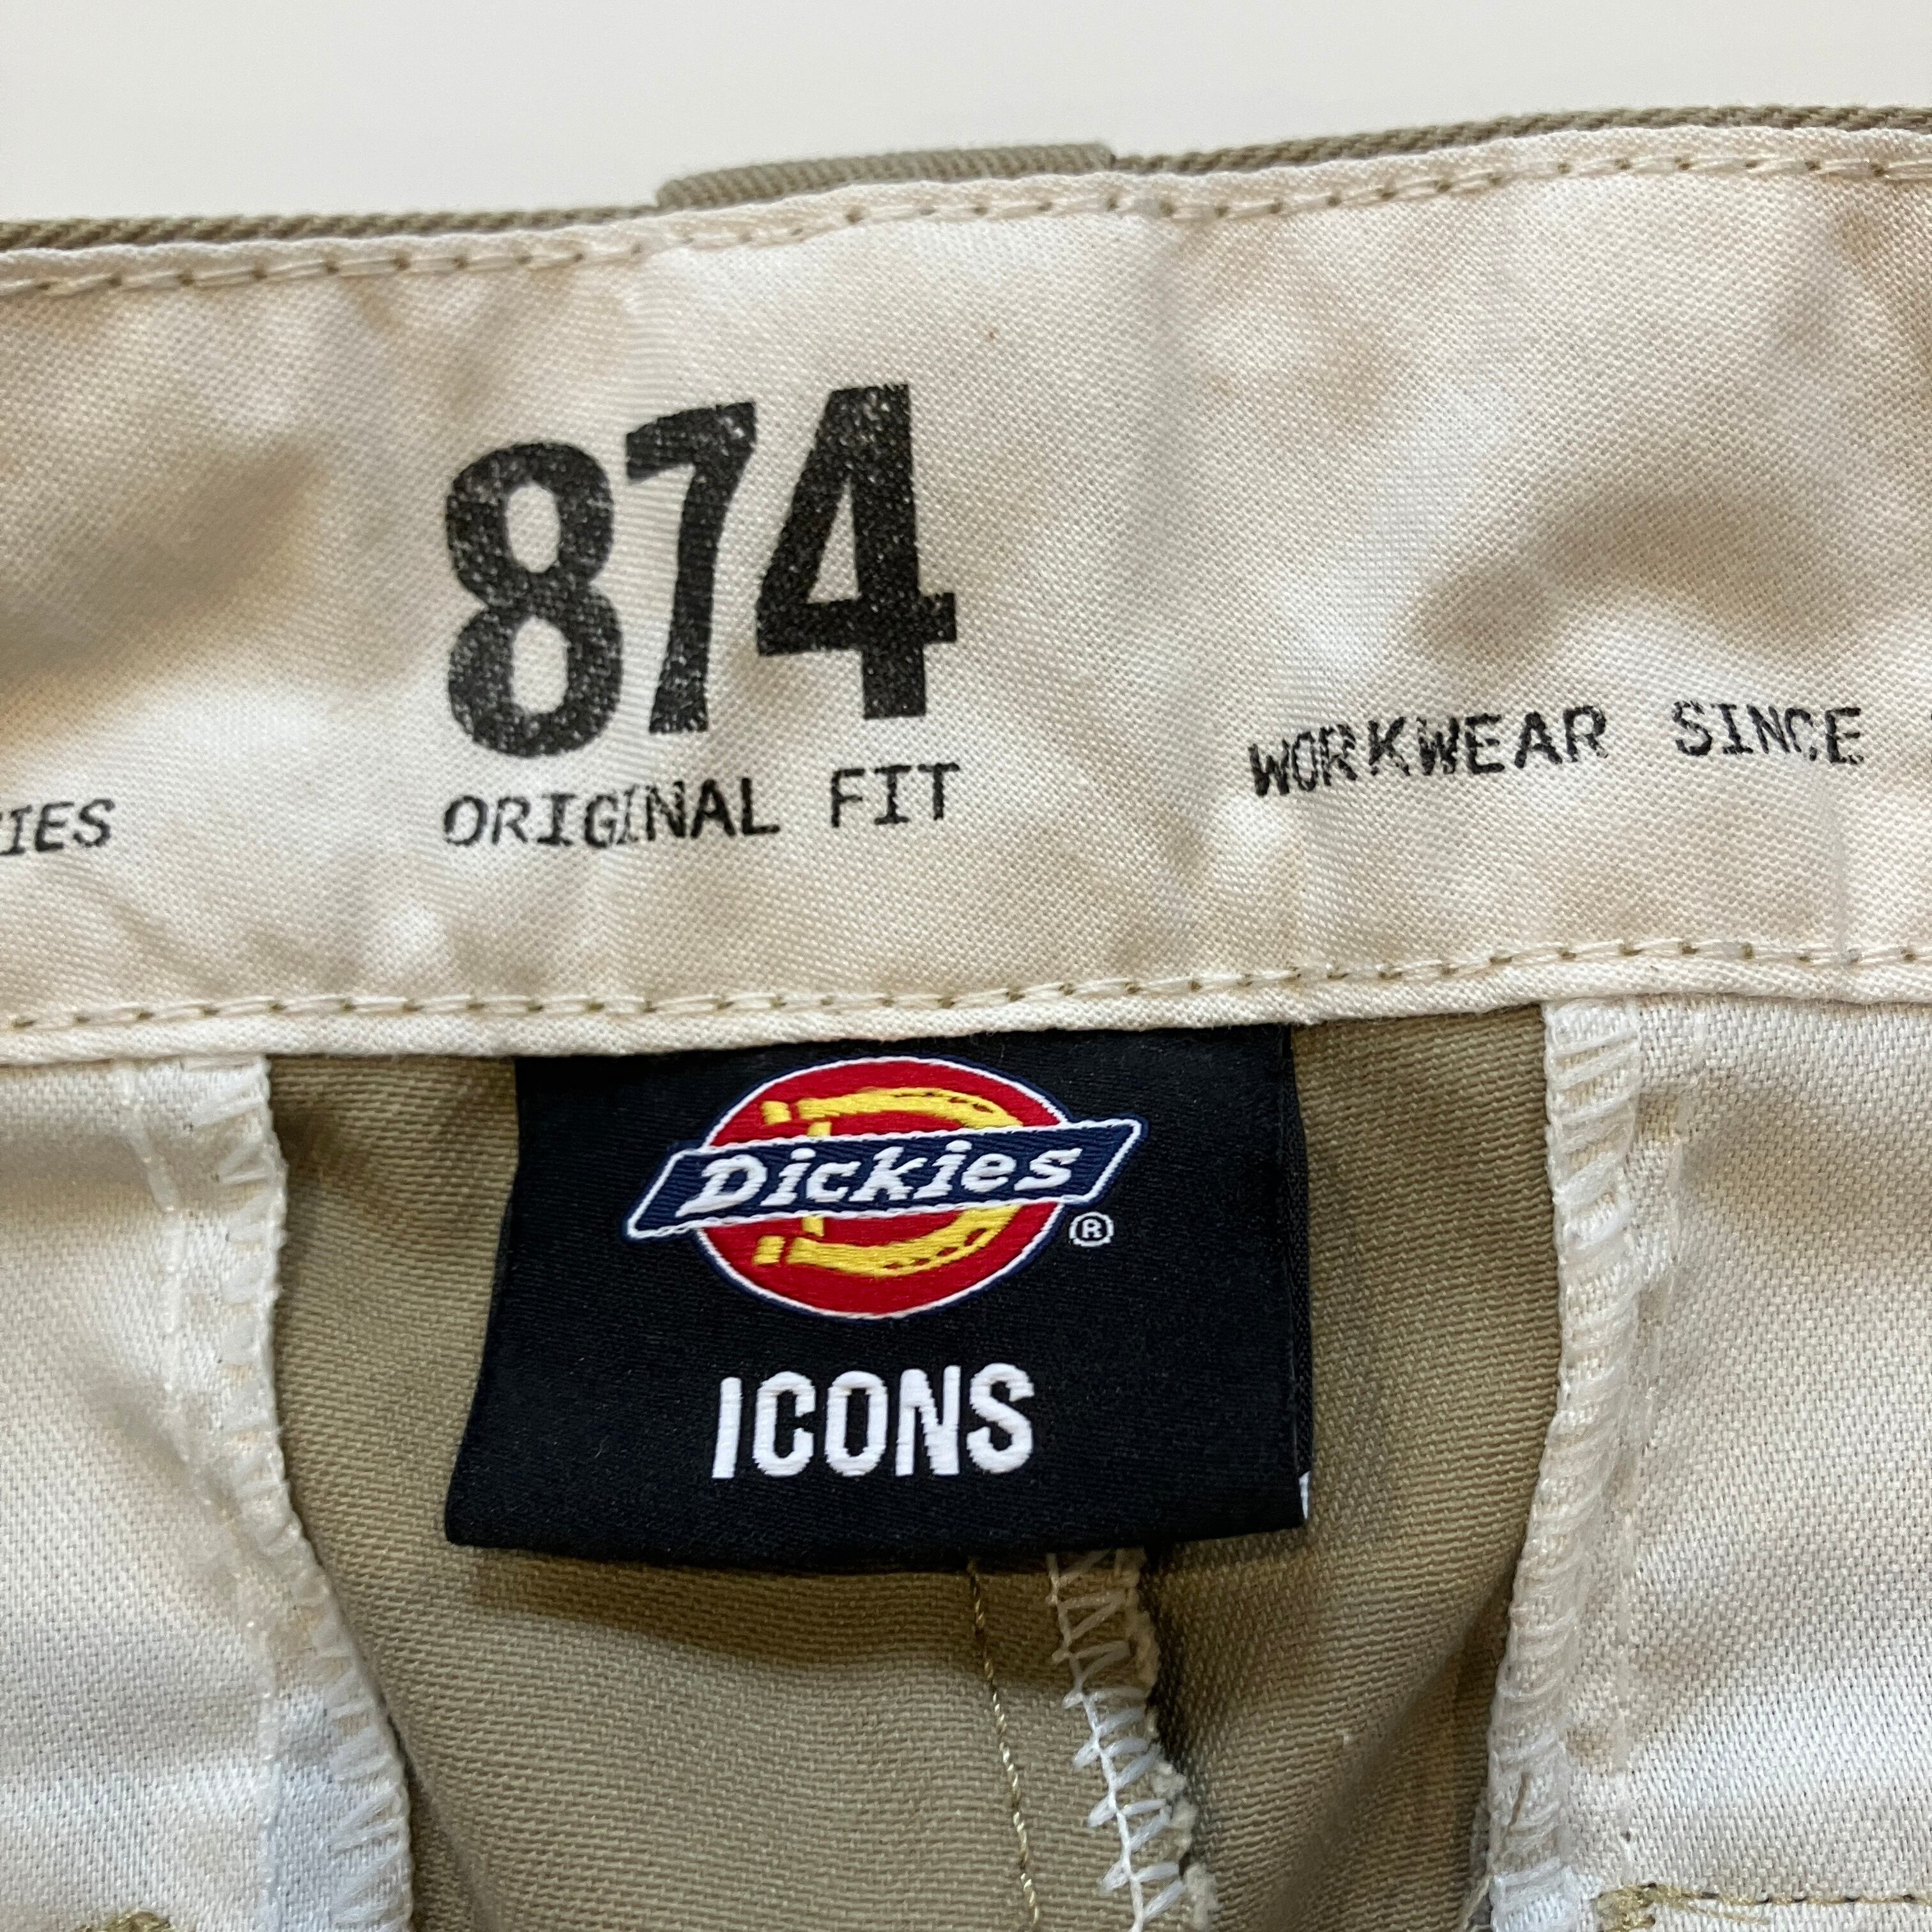 874
ORIGINAL FIT
WORKWEAR SINCE
IES
Dickies®
ICONS